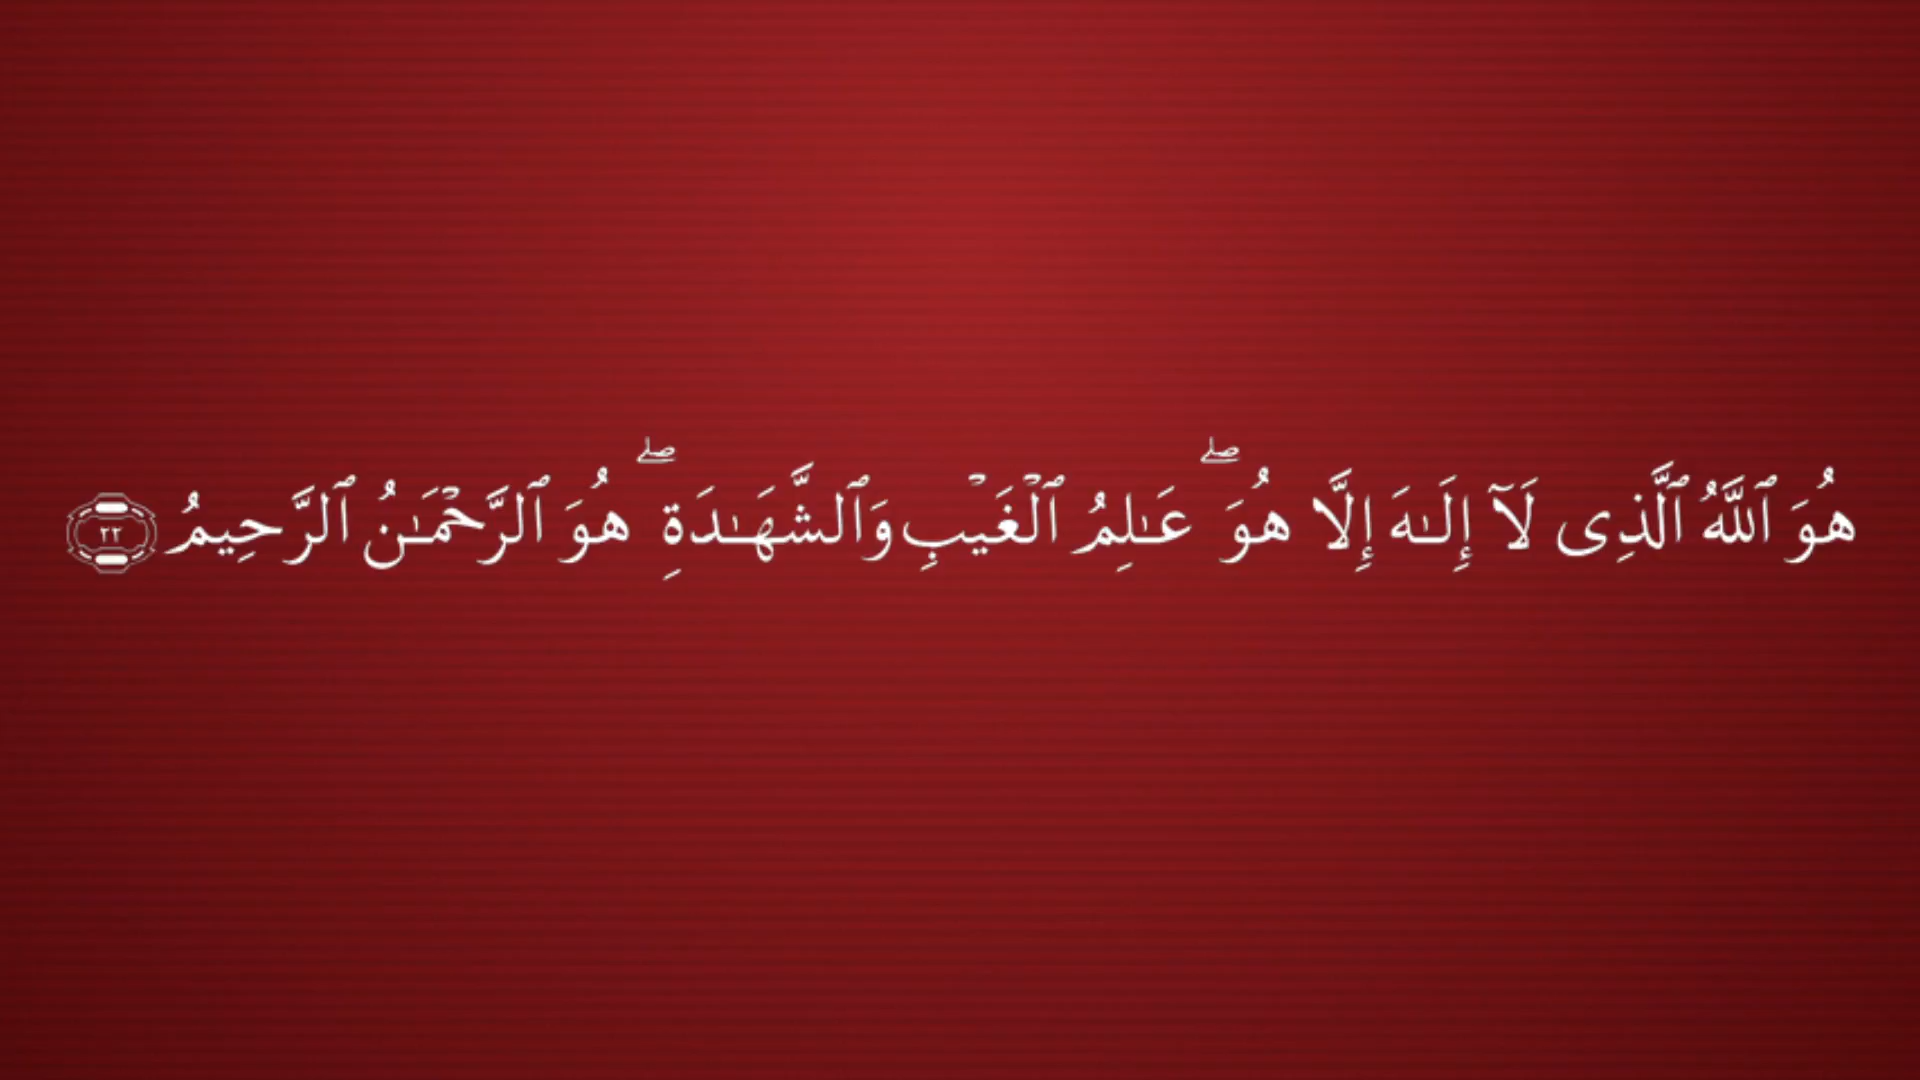 هُوَ ٱللَّهُ ٱلَّذِى لَآ إِلَـٰهَ إِلَّا هُوَ ۖ عَـٰلِمُ ٱلْغَيْبِ وَٱلشَّهَـٰدَةِ ۖ هُوَ ٱلرَّحْمَـٰنُ ٱلرَّحِيمُ ٢٢